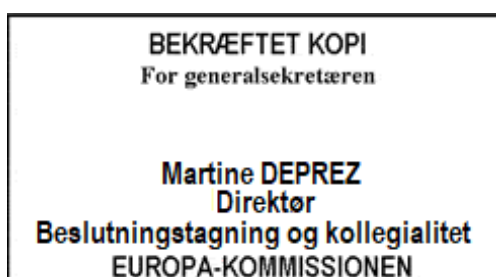 BEKRÆFTET KOPI
For generalsekretæren
Martine DEPREZ
Direktør
Beslutningstagning og kollegialitet
EUROPA-KOMMISSIONEN